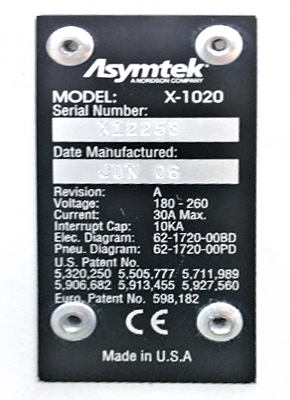 Asymtek
A NORDSON COMPANY
MODEL: X-1020
Serial Number:
X12258
Date Manufactured:
JUN 06
Revision: A
Voltage: 180 - 260
Current: 30A Max.
Interrupt Cap: 10KA
Elec. Diagram: 62-1720-00BD
Pneu. Diagram: 62-1720-00PD
U.S. Patent No.
5,320,250 5,505,777 5,711,989
5,906,682 5,913,455 5,927,560
Euro. Patent No. 598,182
CE
Made in U.S.A